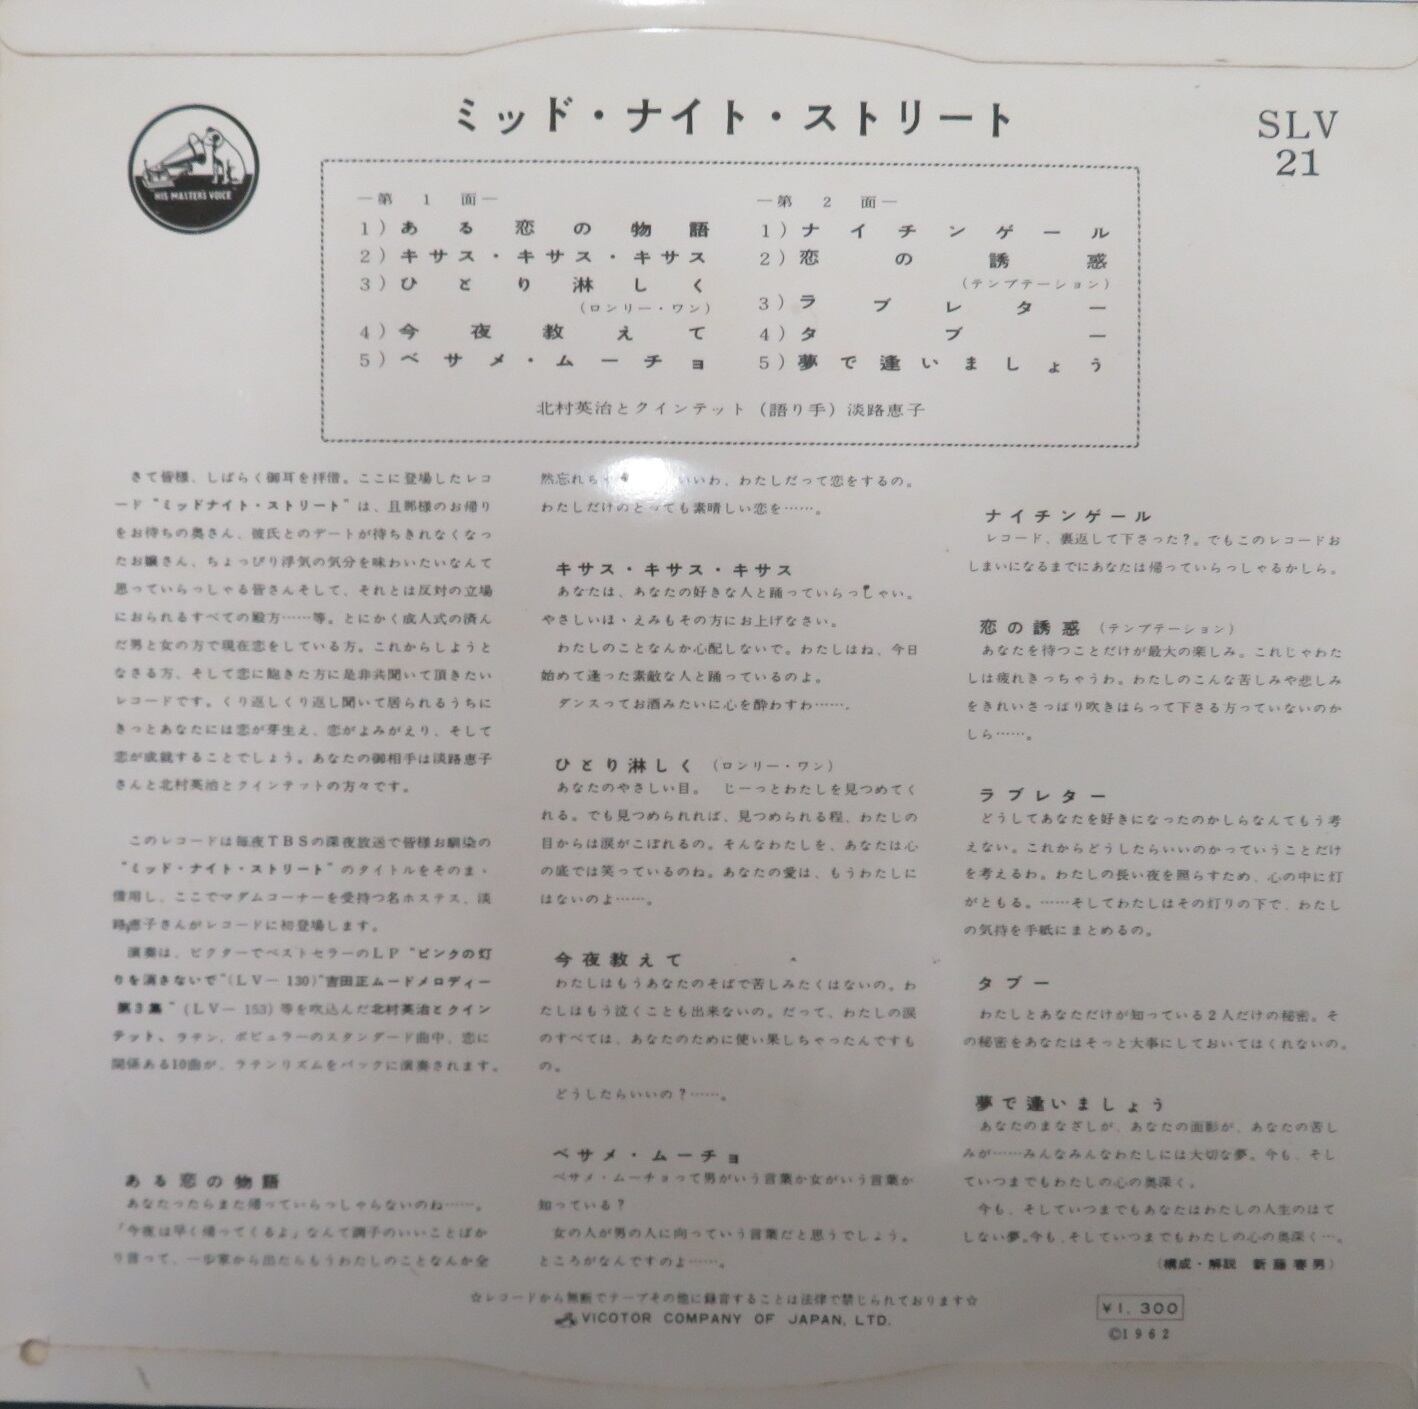 ミッド・ナイト・ストリート
SLV
21
HIS MASTER'S VOICE
―第 1 面―
1) ある恋の物語
2) キサス・キサス・キサス
3) ひとり淋しく
(ロンリー・ワン)
4) 今夜教えて
5) ベサメ・ムーチョ
―第 2 面―
1) ナイチンゲール
2) 恋の誘惑
(テンプテーション)
3) ラブレター
4) タブー
5) 夢で逢いましょう
北村英治とクインテット (語り手) 淡路恵子
さて皆様、しばらく御耳を拝借。ここに登場したレコ
ード“ミッドナイト・ストリート”は、旦那様のお帰り
をお待ちの奥さん、彼氏とのデートが待ちきれなくなっ
たお嬢さん、ちょっぴり浮気の気分を味わいたいなんて
思っていらっしゃる皆さんそして、それとは反対の立場
におられるすべての殿方……等。とにかく成人式の済ん
だ男と女の方で現在恋をしている方。これからしようと
なさる方、そして恋に飽きた方に是非共聞いて頂きたい
レコードです。くり返しくり返し聞いて居られるうちに
きっとあなたには恋が芽生え、恋がよみがえり、そして
恋が成就することでしょう。あなたの御相手は淡路恵子
さんと北村英治とクインテットの方々です。
このレコードは毎夜TBSの深夜放送で皆様お馴染の
“ミッド・ナイト・ストリート”のタイトルをそのまゝ
借用し、ここでマダムコーナーを受持つ名ホステス、淡
路恵子さんがレコードに初登場します。
演奏は、ビクターでベストセラーのLP“ピンクの灯
りを消さないで”(LV― 130)“吉田正ムードメロディー
第3集”(LV― 153) 等を吹込んだ北村英治とクイン
テット、ラテン、ポピュラーのスタンダード曲中、恋に
関係ある10曲が、ラテンリズムをバックに演奏されます。
ある恋の物語
あなたったらまた帰っていらっしゃらないのね……。
「今夜は早く帰ってくるよ」なんて調子のいいことばか
り言って、一歩家から出たらもうわたしのことなんか全
然忘れちゃ いいわ、わたしだって恋をするの。
わたしだけのとっても素晴しい恋を……。
キサス・キサス・キサス
あなたは、あなたの好きな人と踊っていらっしゃい。
やさしいほゝえみもその方にお上げなさい。
わたしのことなんか心配しないで。わたしはね、今日
始めて逢った素敵な人と踊っているのよ。
ダンスってお酒みたいに心を酔わすわ……。
ひとり淋しく (ロンリー・ワン)
あなたのやさしい目。 じーっとわたしを見つめてく
れる。でも見つめられれば、見つめられる程、わたしの
目からは涙がこぼれるの。そんなわたしを、あなたは心
の底では笑っているのね。あなたの愛は、もうわたしに
はないのよ……。
今夜教えて
わたしはもうあなたのそばで苦しみたくはないの。わ
たしはもう泣くことも出来ないの。だって、わたしの涙
のすべては、あなたのために使い果しちゃったんですも
の。
どうしたらいいの？……。
ベサメ・ムーチョ
ベサメ・ムーチョって男がいう言葉か女がいう言葉か
知っている？
女の人が男の人に向っていう言葉だと思うでしょう。
ところがなんですのよ……。
ナイチンゲール
レコード、裏返して下さった？。でもこのレコードお
しまいになるまでにあなたは帰っていらっしゃるかしら。
恋の誘惑 (テンプテーション)
あなたを待つことだけが最大の楽しみ。これじゃわた
しは疲れきっちゃうわ。わたしのこんな苦しみや悲しみ
をきれいさっぱり吹きはらって下さる方っていないのか
しら……。
ラブレター
どうしてあなたを好きになったのかしらなんてもう考
えない。これからどうしたらいいのかっていうことだけ
を考えるわ。わたしの長い夜を照らすため、心の中に灯
がともる。……そしてわたしはその灯りの下で、わたし
の気持を手紙にまとめるの。
タブー
わたしとあなただけが知っている2人だけの秘密。そ
の秘密をあなたはそっと大事にしておいてはくれないの。
夢で逢いましょう
あなたのまなざしが、あなたの面影が、あなたの苦し
みが……みんなみんなわたしには大切な夢。今も、そし
ていつまでもわたしの心の奥深く。
今も、そしていつまでもあなたはわたしの人生のはて
しない夢。今も、そしていつまでもわたしの心の奥深く…。
(構成・解説 新藤春男)
☆レコードから無断でテープその他に録音することは法律で禁じられております☆
VICOTOR COMPANY OF JAPAN, LTD.
¥1,300
©1962